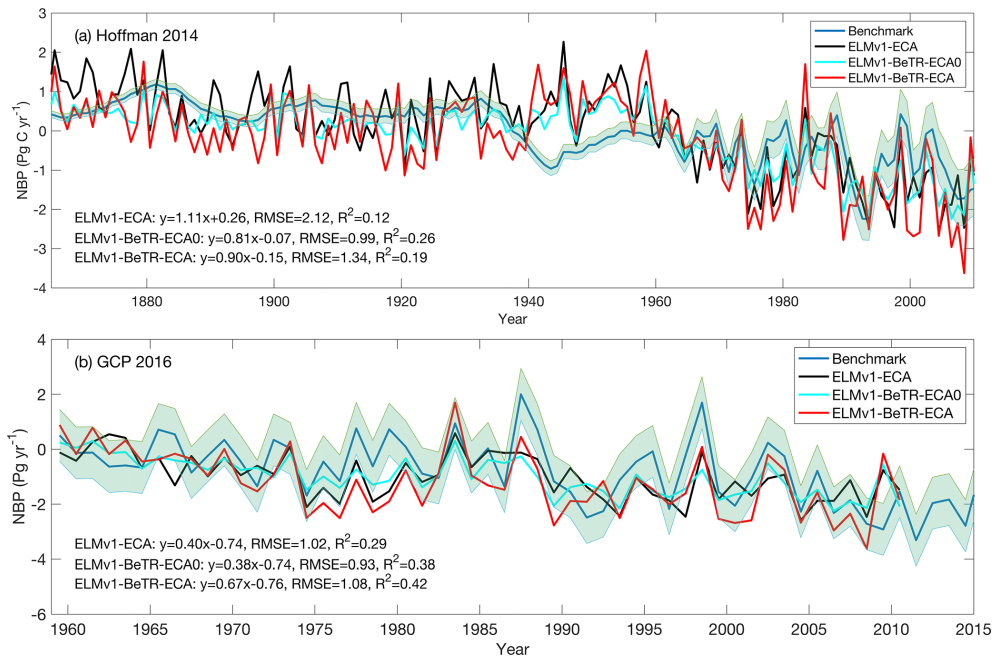 3
2
1
0
-1
-2
-3
-4
NBP (Pg C yr⁻¹)
(a) Hoffman 2014
Benchmark
ELMv1-ECA
ELMv1-BeTR-ECA0
ELMv1-BeTR-ECA
ELMv1-ECA: y=1.11x+0.26, RMSE=2.12, R²=0.12
ELMv1-BeTR-ECA0: y=0.81x-0.07, RMSE=0.99, R²=0.26
ELMv1-BeTR-ECA: y=0.90x-0.15, RMSE=1.34, R²=0.19
1880 1900 1920 1940 1960 1980 2000
Year
4
2
0
-2
-4
-6
NBP (Pg yr⁻¹)
(b) GCP 2016
Benchmark
ELMv1-ECA
ELMv1-BeTR-ECA0
ELMv1-BeTR-ECA
ELMv1-ECA: y=0.40x-0.74, RMSE=1.02, R²=0.29
ELMv1-BeTR-ECA0: y=0.38x-0.74, RMSE=0.93, R²=0.38
ELMv1-BeTR-ECA: y=0.67x-0.76, RMSE=1.08, R²=0.42
1960 1965 1970 1975 1980 1985 1990 1995 2000 2005 2010 2015
Year